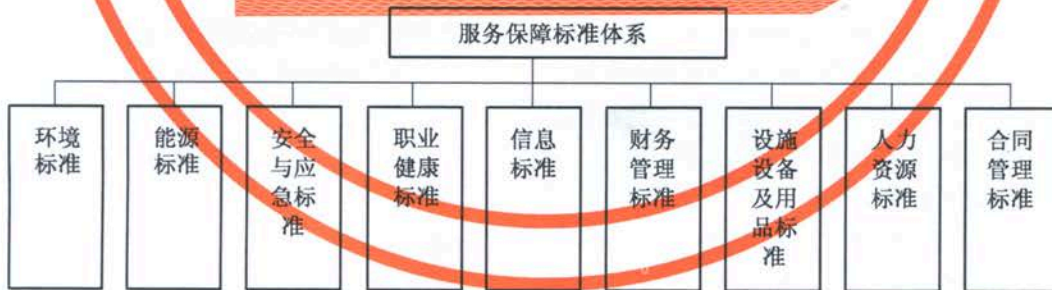 服务保障标准体系
环境
标准
能源
标准
安全
与应
急标
准
职业
健康
标准
信息
标准
财务
管理
标准
设施
设备
及用
品标
准
人力
资源
标准
合同
管理
标准